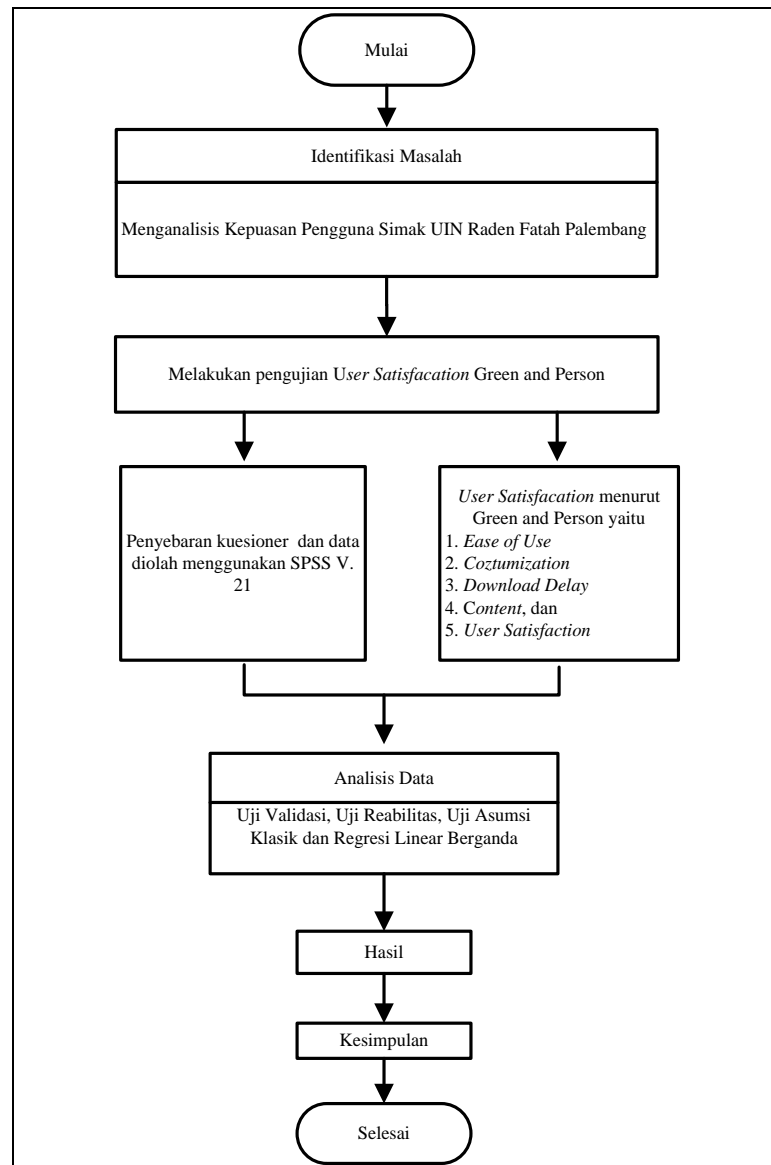 Mulai
Identifikasi Masalah
Menganalisis Kepuasan Pengguna Simak UIN Raden Fatah Palembang
Melakukan pengujian User Satisfacation Green and Person
Penyebaran kuesioner dan data
diolah menggunakan SPSS V.
21
User Satisfacation menurut
Green and Person yaitu
1. Ease of Use
2. Coztumization
3. Download Delay
4. Content, dan
5. User Satisfaction
Analisis Data
Uji Validasi, Uji Reabilitas, Uji Asumsi
Klasik dan Regresi Linear Berganda
Hasil
Kesimpulan
Selesai